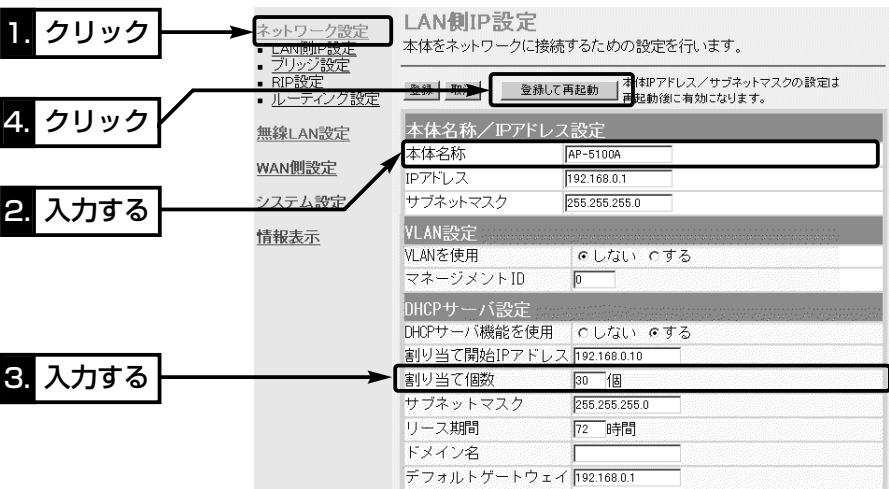 1. クリック
4. クリック
2. 入力する
3. 入力する
ネットワーク設定
LAN側IP設定
ブリッジ設定
RIP設定
ルーティング設定
無線LAN設定
WAN側設定
システム設定
情報表示
LAN側IP設定
本体をネットワークに接続するための設定を行います。
登録 取消 登録して再起動 本体IPアドレス／サブネットマスクの設定は
再起動後に有効になります。
本体名称／IPアドレス設定
本体名称 AP-5100A
IPアドレス 192.168.0.1
サブネットマスク 255.255.255.0
VLAN設定
VLANを使用 しない する
マネージメントID 0
DHCPサーバ設定
DHCPサーバ機能を使用 しない する
割り当て開始IPアドレス 192.168.0.10
割り当て個数 30 個
サブネットマスク 255.255.255.0
リース期間 72 時間
ドメイン名
デフォルトゲートウェイ 192.168.0.1